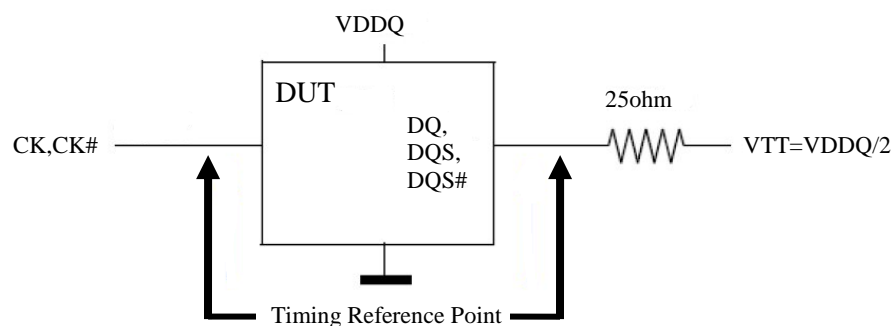 VDDQ
DUT
25ohm
CK,CK#
DQ,
DQS,
DQS#
VTT=VDDQ/2
Timing Reference Point